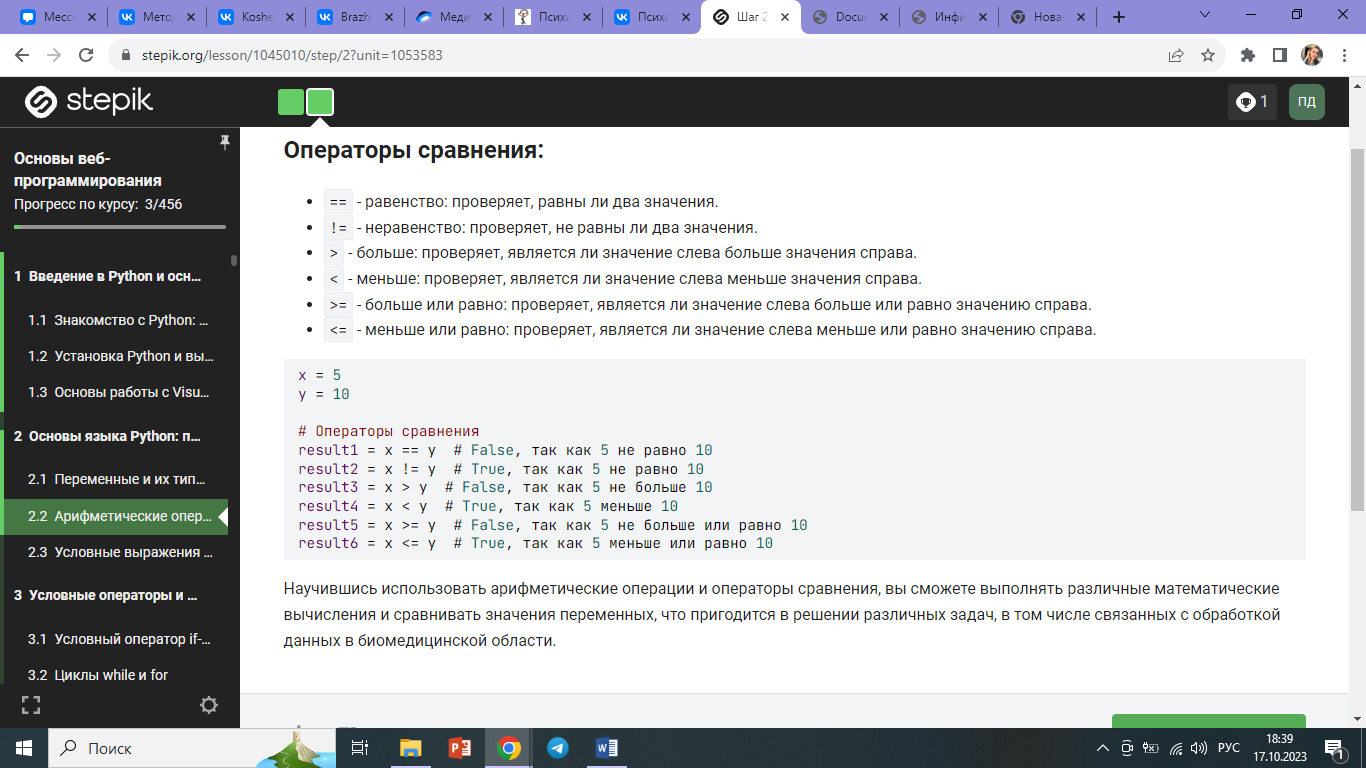 Месс
Мето,
Koshe
Brazh
Меди
Психи
Психи
Шаг 2
Docu
Инфи
Нова
stepik.org/lesson/1045010/step/2?unit=1053583
stepik
1
ПД
Основы веб-
программирования
Прогресс по курсу: 3/456
1 Введение в Python и осн...
1.1 Знакомство с Python: ...
1.2 Установка Python и вы...
1.3 Основы работы с Visu...
2 Основы языка Python: п...
2.1 Переменные и их тип...
2.2 Арифметические опер...
2.3 Условные выражения ...
3 Условные операторы и ...
3.1 Условный оператор if-...
3.2 Циклы while и for
Операторы сравнения:
== - равенство: проверяет, равны ли два значения.
!= - неравенство: проверяет, не равны ли два значения.
> - больше: проверяет, является ли значение слева больше значения справа.
< - меньше: проверяет, является ли значение слева меньше значения справа.
>= - больше или равно: проверяет, является ли значение слева больше или равно значению справа.
<= - меньше или равно: проверяет, является ли значение слева меньше или равно значению справа.
x = 5
y = 10
# Операторы сравнения
result1 = x == y  # False, так как 5 не равно 10
result2 = x != y  # True, так как 5 не равно 10
result3 = x > y  # False, так как 5 не больше 10
result4 = x < y  # True, так как 5 меньше 10
result5 = x >= y  # False, так как 5 не больше или равно 10
result6 = x <= y  # True, так как 5 меньше или равно 10
Научившись использовать арифметические операции и операторы сравнения, вы сможете выполнять различные математические
вычисления и сравнивать значения переменных, что пригодится в решении различных задач, в том числе связанных с обработкой
данных в биомедицинской области.
Поиск
РУС
18:39
17.10.2023
1